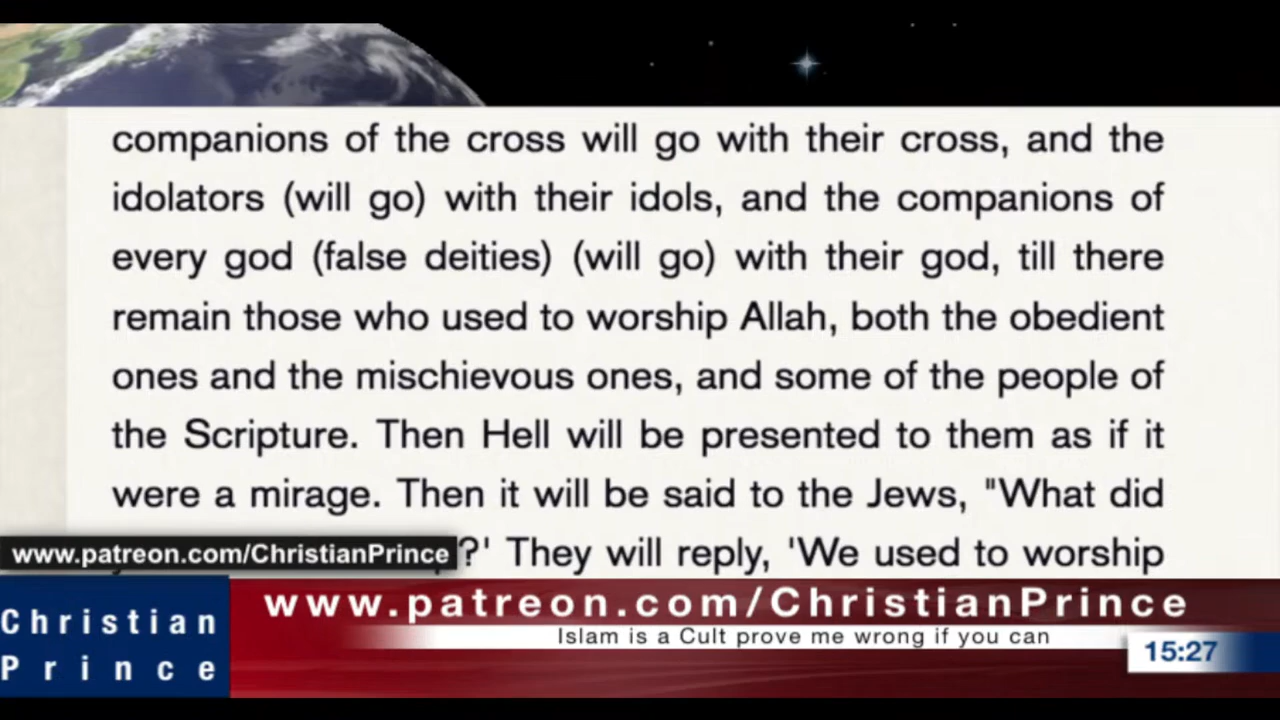 companions of the cross will go with their cross, and the
idolators (will go) with their idols, and the companions of
every god (false deities) (will go) with their god, till there
remain those who used to worship Allah, both the obedient
ones and the mischievous ones, and some of the people of
the Scripture. Then Hell will be presented to them as if it
were a mirage. Then it will be said to the Jews, "What did
?' They will reply, 'We used to worship
www.patreon.com/ChristianPrince
www.patreon.com/ChristianPrince
Islam is a Cult prove me wrong if you can
Christian
Prince
15:27